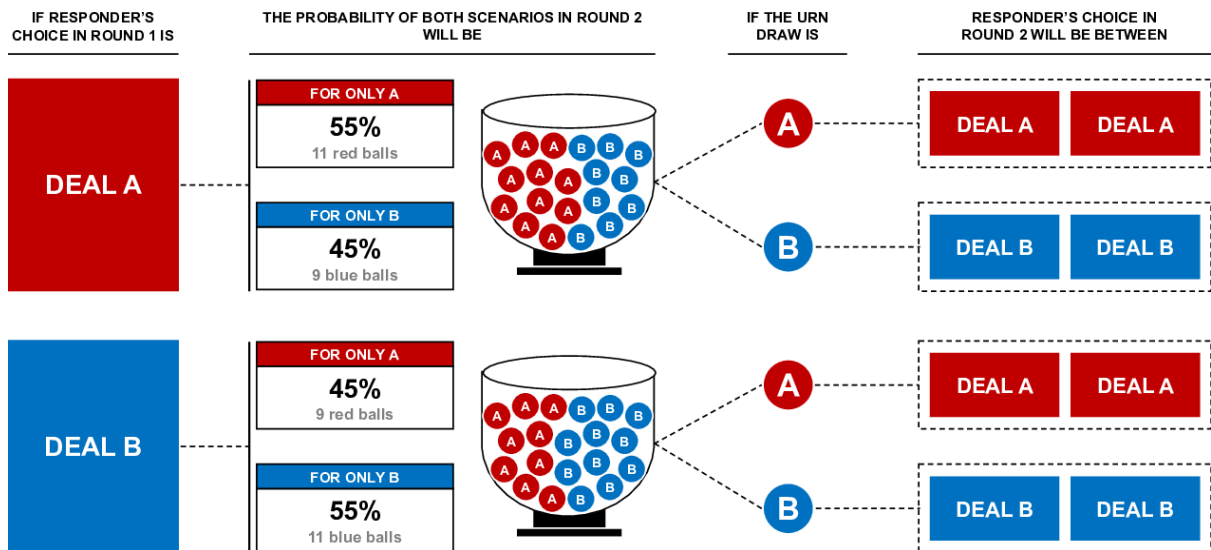 IF RESPONDER'S
CHOICE IN ROUND 1 IS
THE PROBABILITY OF BOTH SCENARIOS IN ROUND 2
WILL BE
IF THE URN
DRAW IS
RESPONDER'S CHOICE IN
ROUND 2 WILL BE BETWEEN
DEAL A
FOR ONLY A
55%
11 red balls
FOR ONLY B
45%
9 blue balls
A A A B B B B
A A A B B B
A A A B B
A A A B B
A
B
DEAL A DEAL A
DEAL B DEAL B
DEAL B
FOR ONLY A
45%
9 red balls
FOR ONLY B
55%
11 blue balls
A A A B B B B
A A B B B
A A B B B
A A B B B
A
B
DEAL A DEAL A
DEAL B DEAL B